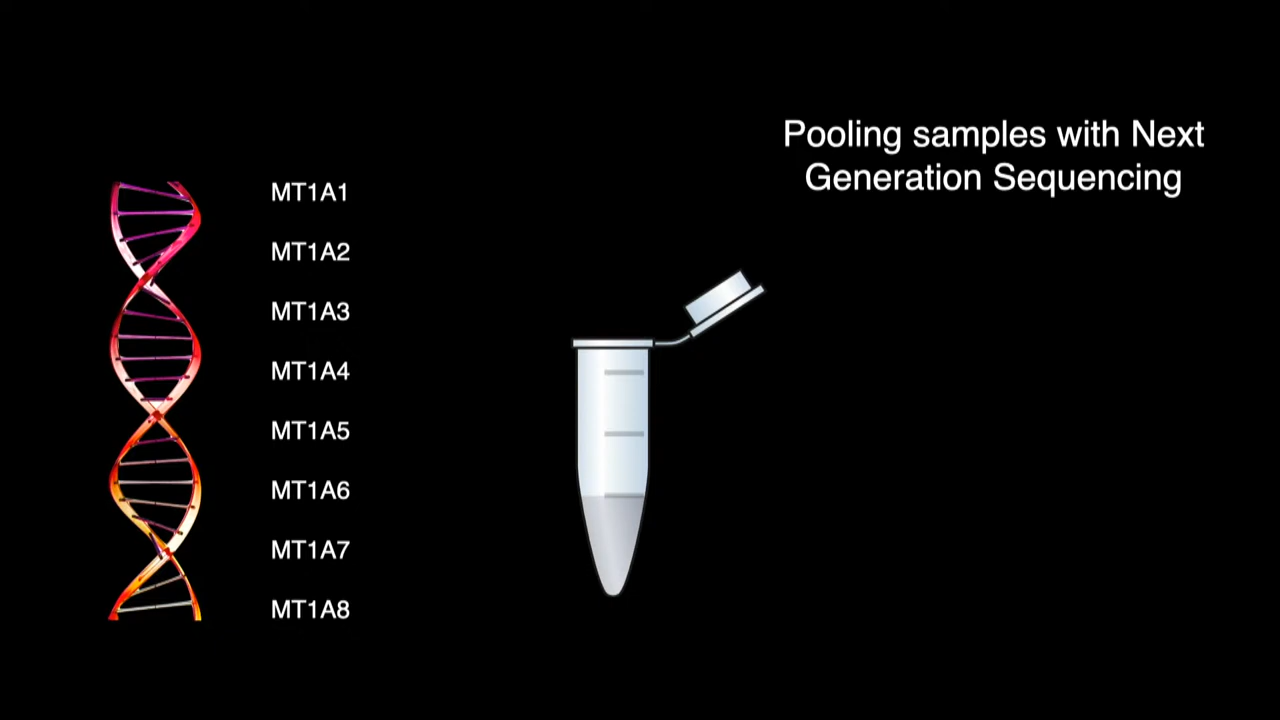 Pooling samples with Next
Generation Sequencing
MT1A1
MT1A2
MT1A3
MT1A4
MT1A5
MT1A6
MT1A7
MT1A8